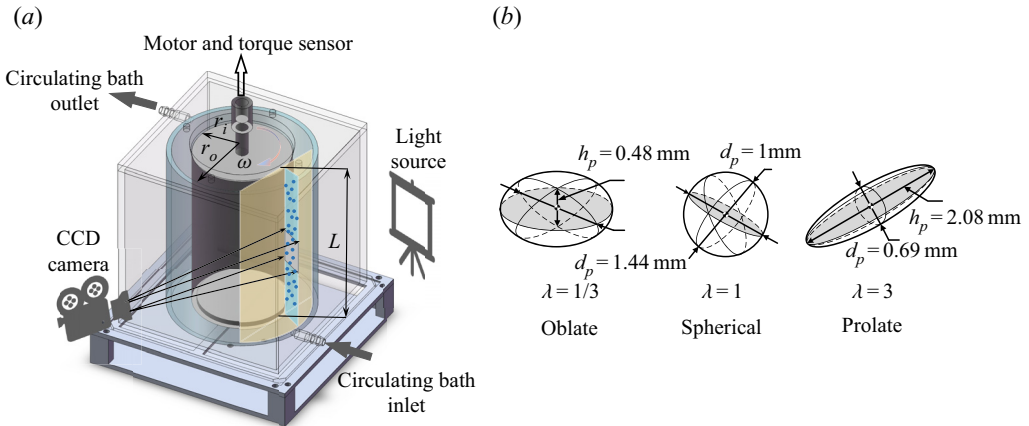 (a)
Motor and torque sensor
Circulating bath
outlet
r_i
r_o
ω
Light
source
L
CCD
camera
Circulating bath
inlet
(b)
h_p = 0.48 mm
d_p = 1mm
h_p = 2.08 mm
d_p = 1.44 mm
d_p = 0.69 mm
λ = 1/3
λ = 1
λ = 3
Oblate
Spherical
Prolate